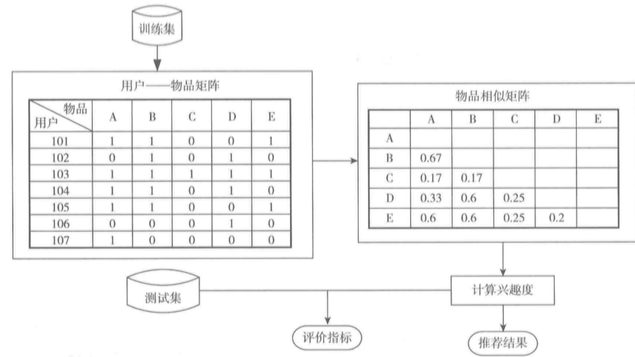 训练集
用户——物品矩阵
物品 A B C D E
用户
101 1 1 0 0 1
102 0 1 0 1 0
103 1 1 1 1 1
104 1 1 0 1 0
105 1 1 0 0 1
106 0 0 0 1 0
107 1 0 0 0 0
物品相似矩阵
A B C D E
A
B 0.67
C 0.17 0.17
D 0.33 0.6 0.25
E 0.6 0.6 0.25 0.2
测试集
计算兴趣度
评价指标
推荐结果